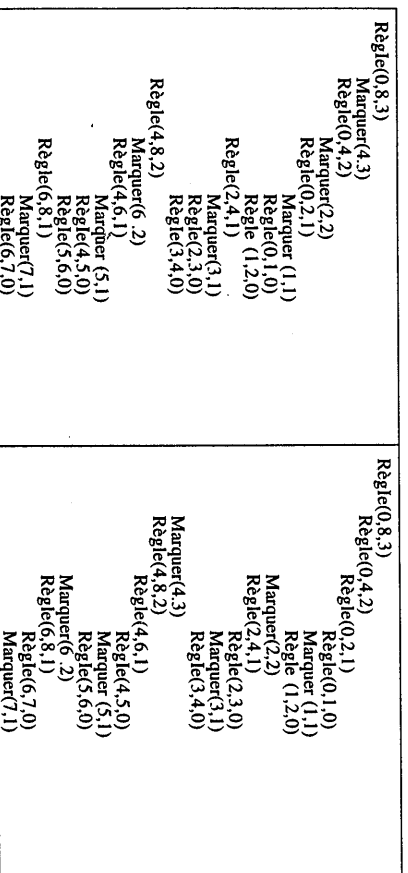 Règle(0,8,3)
Marquer(4.3)
Règle(0,4,2)
Marquer(2,2)
Règle(0,2,1)
Marquer (1,1)
Règle(0,1,0)
Règle (1,2,0)
Règle(2,4,1)
Marquer(3,1)
Règle(2,3,0)
Règle(3,4,0)
Règle(4,8,2)
Marquer(6 .2)
Règle(4,6,1)
Marquer (5,1)
Règle(4,5,0)
Règle(5,6,0)
Règle(6,8,1)
Marquer(7,1)
Règle(6,7,0)
Règle(0,8,3)
Règle(0,4,2)
Règle(0,2,1)
Règle(0,1,0)
Marquer (1,1)
Règle (1,2,0)
Marquer(2,2)
Règle(2,4,1)
Règle(2,3,0)
Marquer(3,1)
Règle(3,4,0)
Marquer(4.3)
Règle(4,8,2)
Règle(4,6,1)
Règle(4,5,0)
Marquer (5,1)
Règle(5,6,0)
Marquer(6 .2)
Règle(6,8,1)
Règle(6,7,0)
Marquer(7,1)